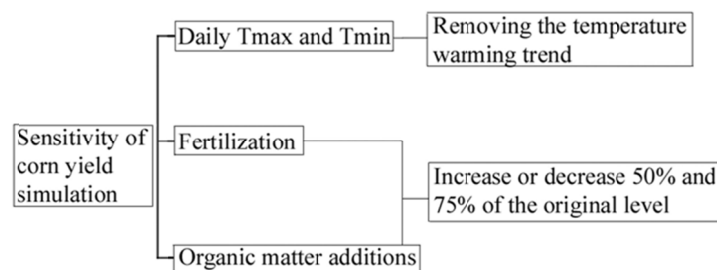 Daily Tmax and Tmin
Removing the temperature
warming trend
Sensitivity of
corn yield
simulation
Fertilization
Increase or decrease 50% and
75% of the original level
Organic matter additions